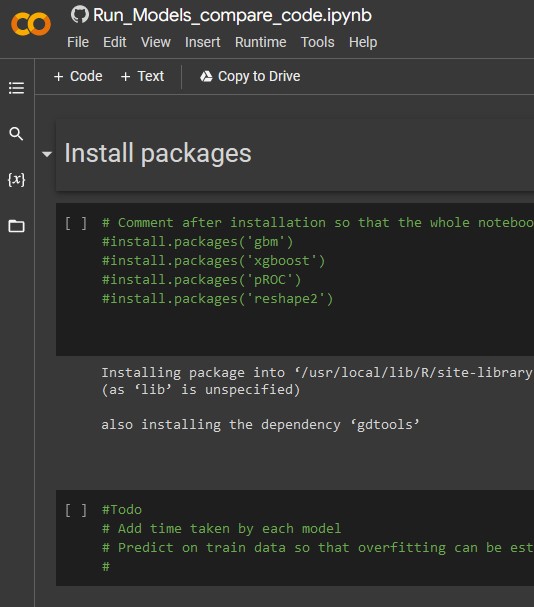 Run_Models_compare_code.ipynb
File Edit View Insert Runtime Tools Help
+ Code + Text Copy to Drive
{x}
Install packages
[ ] # Comment after installation so that the whole noteboo
#install.packages('gbm')
#install.packages('xgboost')
#install.packages('pROC')
#install.packages('reshape2')
Installing package into ‘/usr/local/lib/R/site-library
(as ‘lib’ is unspecified)
also installing the dependency ‘gdtools’
[ ] #Todo
# Add time taken by each model
# Predict on train data so that overfitting can be est
#